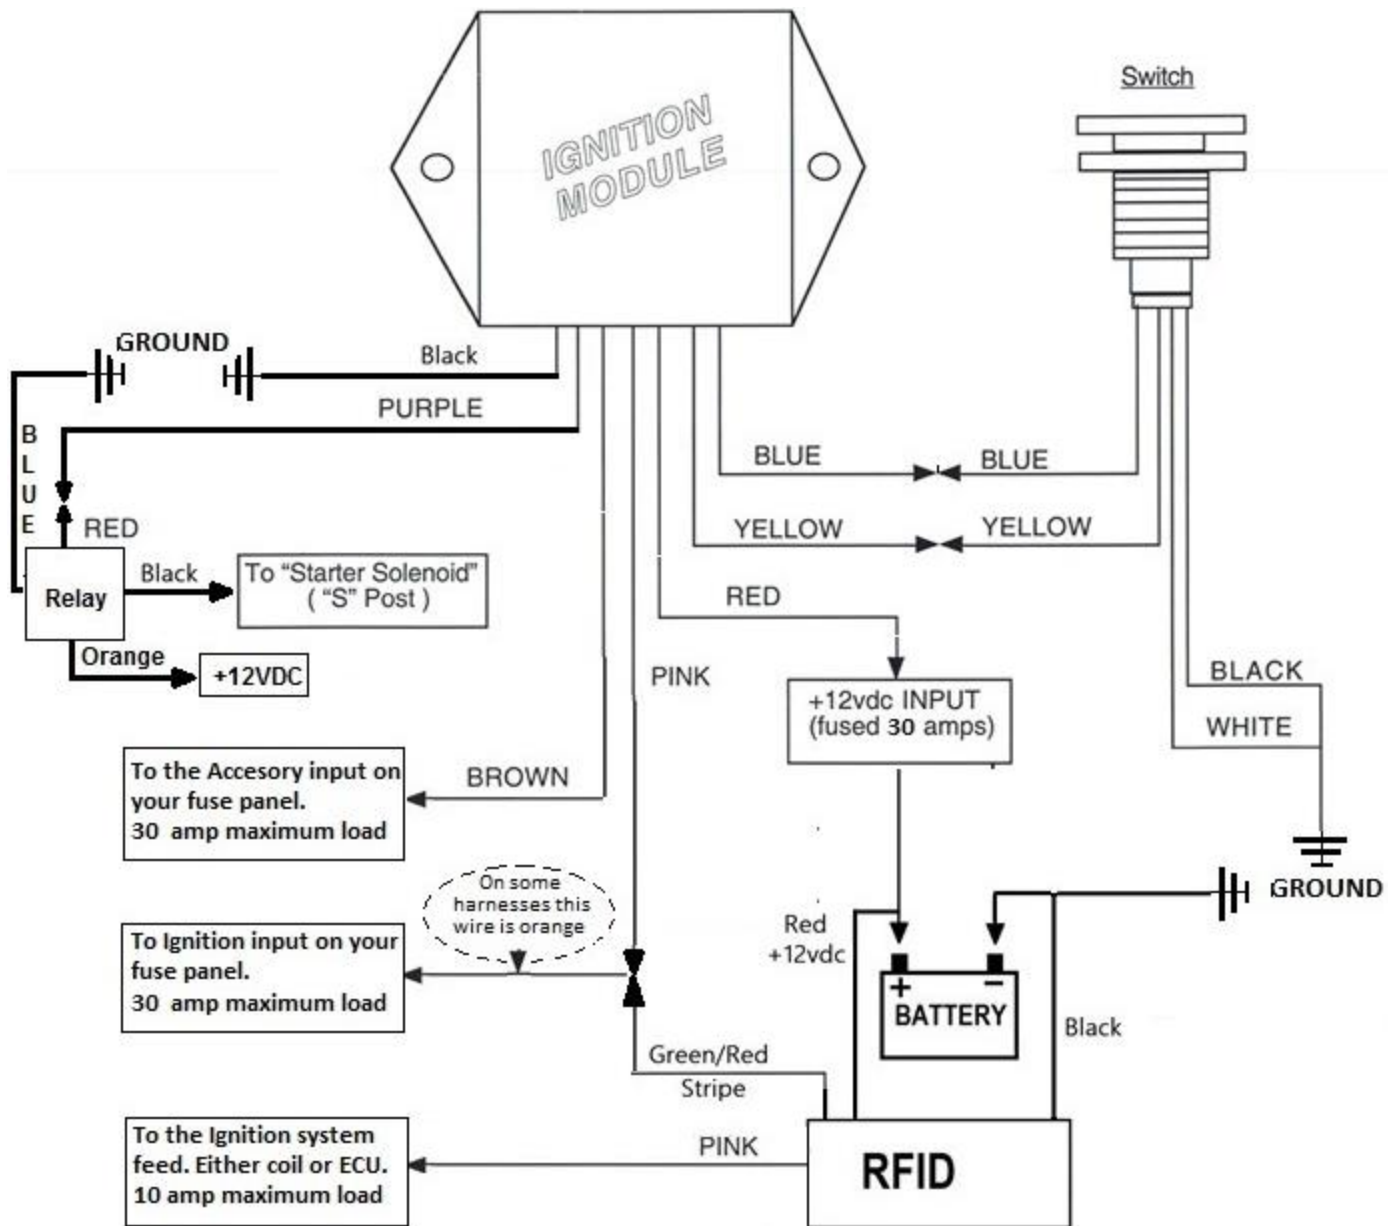 IGNITION
MODULE
Switch
GROUND
Black
PURPLE
BLUE
RED
Relay
Black
To "Starter Solenoid"
( "S" Post )
Orange
+12VDC
BLUE
BLUE
YELLOW
YELLOW
RED
PINK
+12vdc INPUT
(fused 30 amps)
BLACK
WHITE
GROUND
To the Accesory input on
your fuse panel.
30 amp maximum load
BROWN
On some
harnesses this
wire is orange
To Ignition input on your
fuse panel.
30 amp maximum load
Red
+12vdc
+ −
BATTERY
Black
Green/Red
Stripe
To the Ignition system
feed. Either coil or ECU.
10 amp maximum load
PINK
RFID